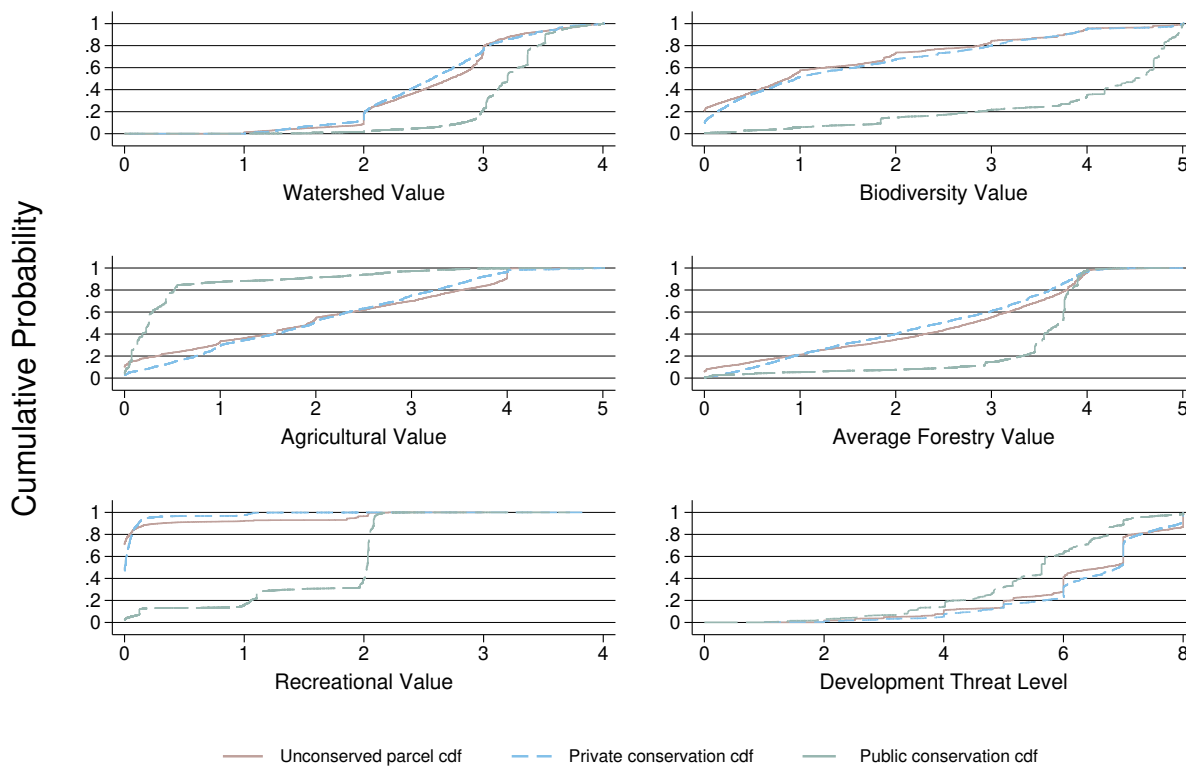 Cumulative Probability
1
.8
.6
.4
.2
0
0 1 2 3 4
Watershed Value
1
.8
.6
.4
.2
0
0 1 2 3 4 5
Biodiversity Value
1
.8
.6
.4
.2
0
0 1 2 3 4 5
Agricultural Value
1
.8
.6
.4
.2
0
0 1 2 3 4 5
Average Forestry Value
1
.8
.6
.4
.2
0
0 1 2 3 4
Recreational Value
1
.8
.6
.4
.2
0
0 2 4 6 8
Development Threat Level
Unconserved parcel cdf Private conservation cdf Public conservation cdf